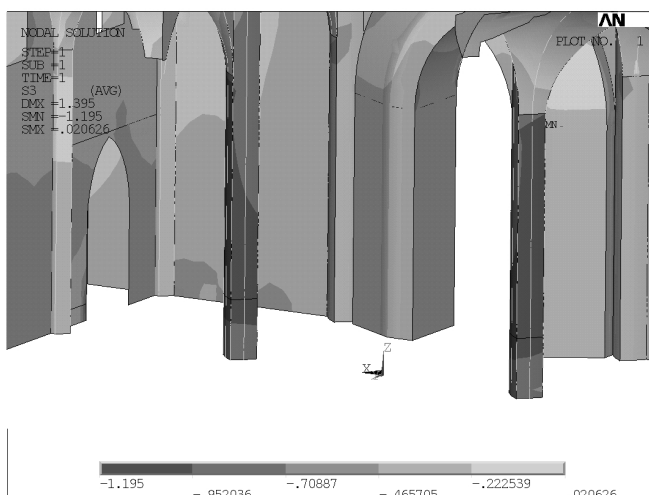 NODAL SOLUTION
STEP=1
SUB =1
TIME=1
S3 (AVG)
DMX =1.395
SMN =-1.195
SMX =.020626
AN
PLOT NO. 1
MN
Z
X
-1.195 -.70887 -.222539
-.952036 -.465705 .020626